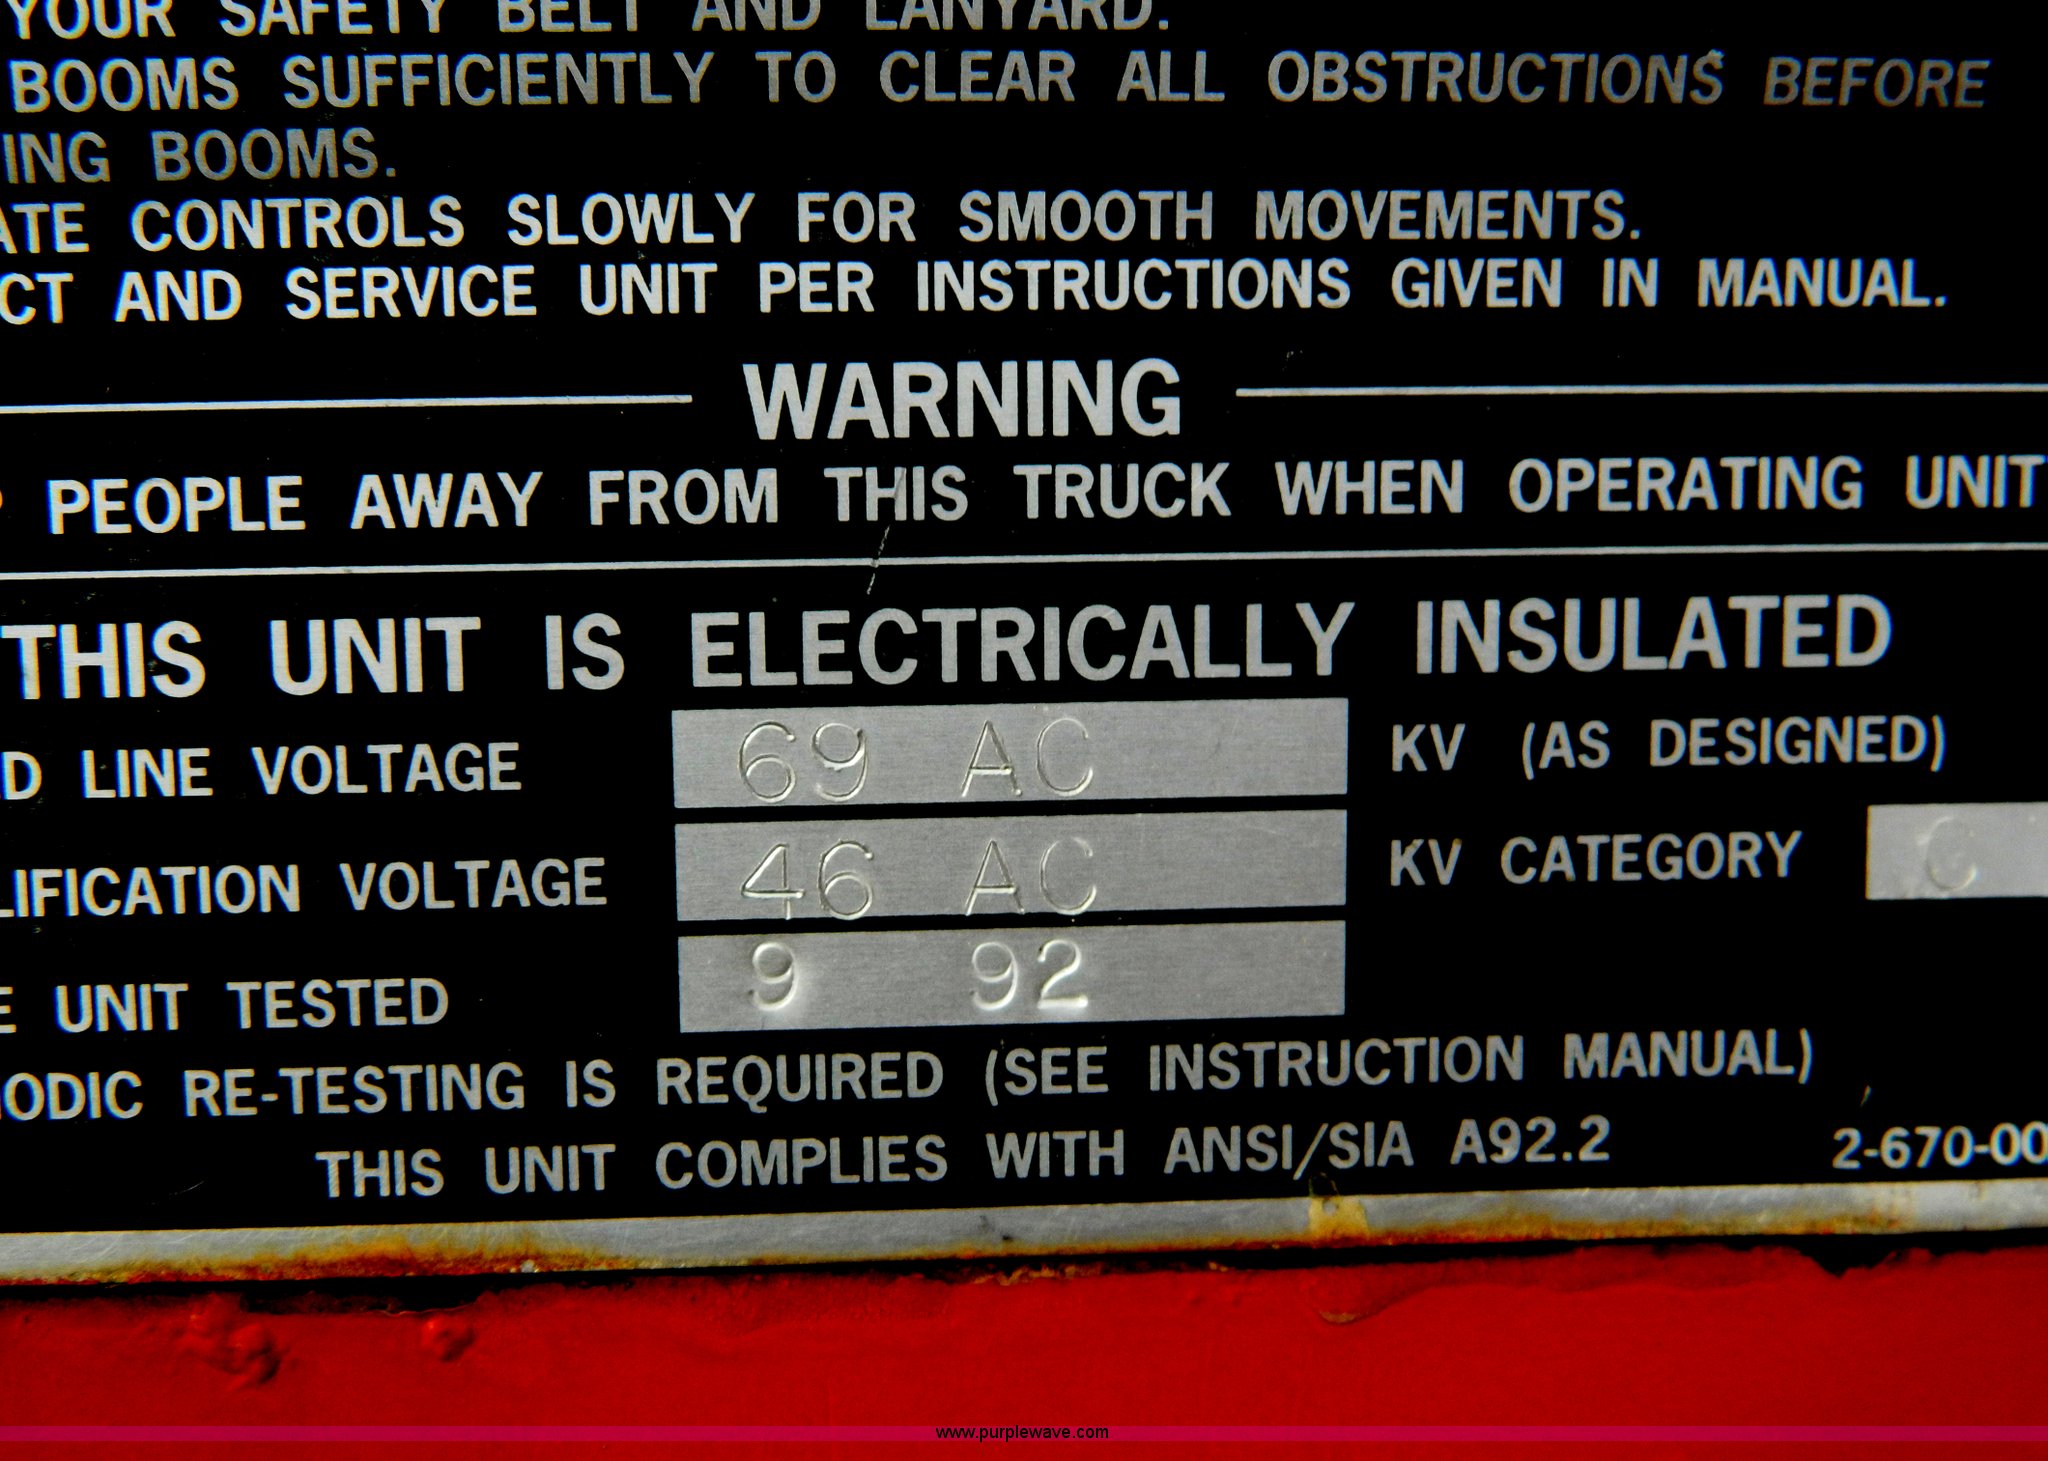 YOUR SAFETY BELT AND LANYARD.
BOOMS SUFFICIENTLY TO CLEAR ALL OBSTRUCTIONS BEFORE
ING BOOMS.
ATE CONTROLS SLOWLY FOR SMOOTH MOVEMENTS.
CT AND SERVICE UNIT PER INSTRUCTIONS GIVEN IN MANUAL.
WARNING
P PEOPLE AWAY FROM THIS TRUCK WHEN OPERATING UNIT
THIS UNIT IS ELECTRICALLY INSULATED
D LINE VOLTAGE 69 AC KV (AS DESIGNED)
LIFICATION VOLTAGE 46 AC KV CATEGORY C
E UNIT TESTED 9 92
ODIC RE-TESTING IS REQUIRED (SEE INSTRUCTION MANUAL)
THIS UNIT COMPLIES WITH ANSI/SIA A92.2 2-670-00
www.purplewave.com